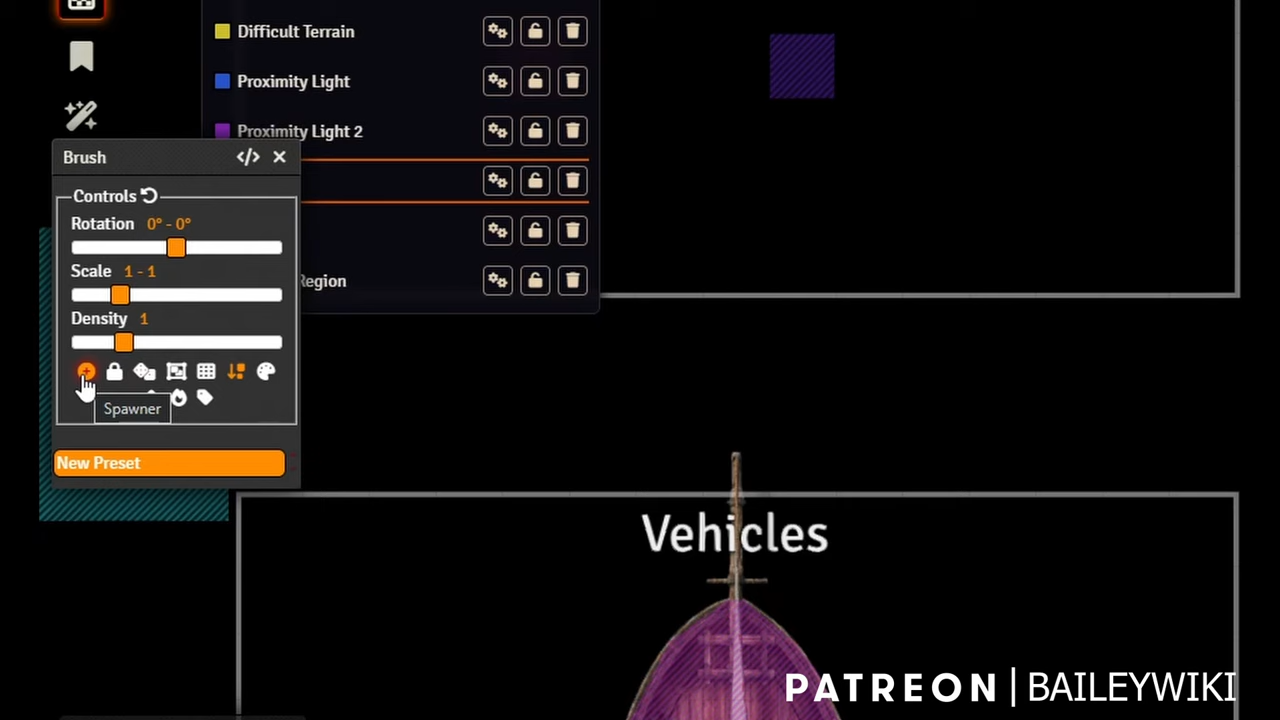 Difficult Terrain
Proximity Light
Proximity Light 2
Brush
</>
Controls
Rotation 0° - 0°
Scale 1 - 1
Density 1
Region
Spawner
New Preset
Vehicles
PATREON | BAILEYWIKI